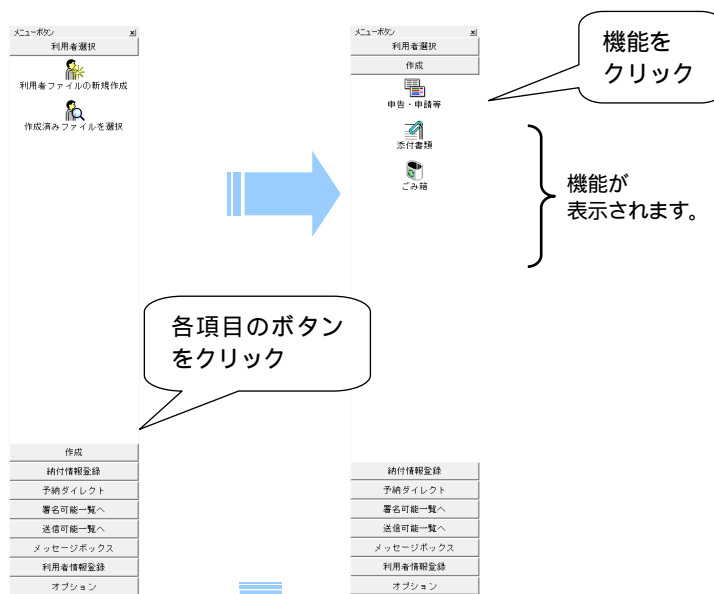 メニューボタン
利用者選択
利用者ファイルの新規作成
作成済みファイルを選択
各項目のボタン
をクリック
作成
納付情報登録
予納ダイレクト
署名可能一覧へ
送信可能一覧へ
メッセージボックス
利用者情報登録
オプション
メニューボタン
利用者選択
作成
申告・申請等
添付書類
ごみ箱
機能を
クリック
機能が
表示されます。
納付情報登録
予納ダイレクト
署名可能一覧へ
送信可能一覧へ
メッセージボックス
利用者情報登録
オプション